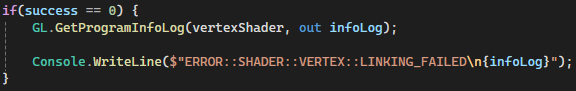 if(success == 0) {
    GL.GetProgramInfoLog(vertexShader, out infoLog);

    Console.WriteLine($"ERROR::SHADER::VERTEX::LINKING_FAILED\n{infoLog}");
}